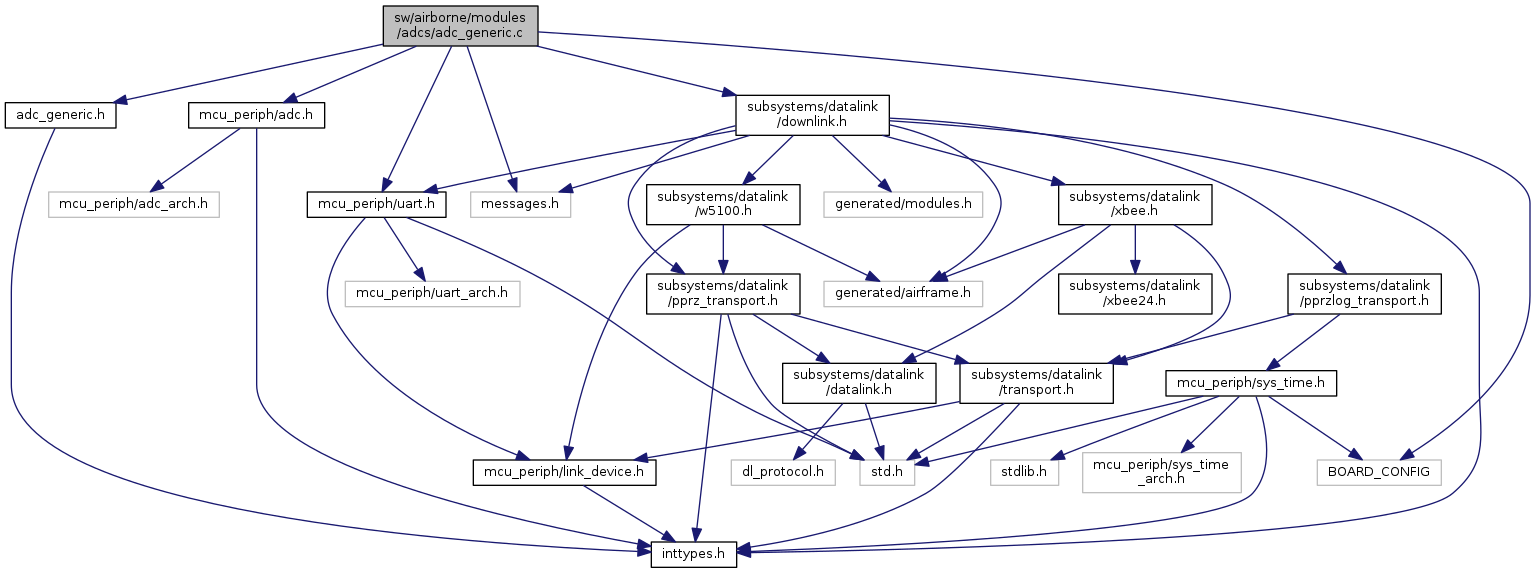 sw/airborne/modules
/adcs/adc_generic.c
adc_generic.h
mcu_periph/adc.h
subsystems/datalink
/downlink.h
mcu_periph/adc_arch.h
mcu_periph/uart.h
messages.h
subsystems/datalink
/w5100.h
generated/modules.h
subsystems/datalink
/xbee.h
mcu_periph/uart_arch.h
subsystems/datalink
/pprz_transport.h
generated/airframe.h
subsystems/datalink
/xbee24.h
subsystems/datalink
/pprzlog_transport.h
subsystems/datalink
/datalink.h
subsystems/datalink
/transport.h
mcu_periph/sys_time.h
mcu_periph/link_device.h
dl_protocol.h
std.h
stdlib.h
mcu_periph/sys_time
_arch.h
BOARD_CONFIG
inttypes.h